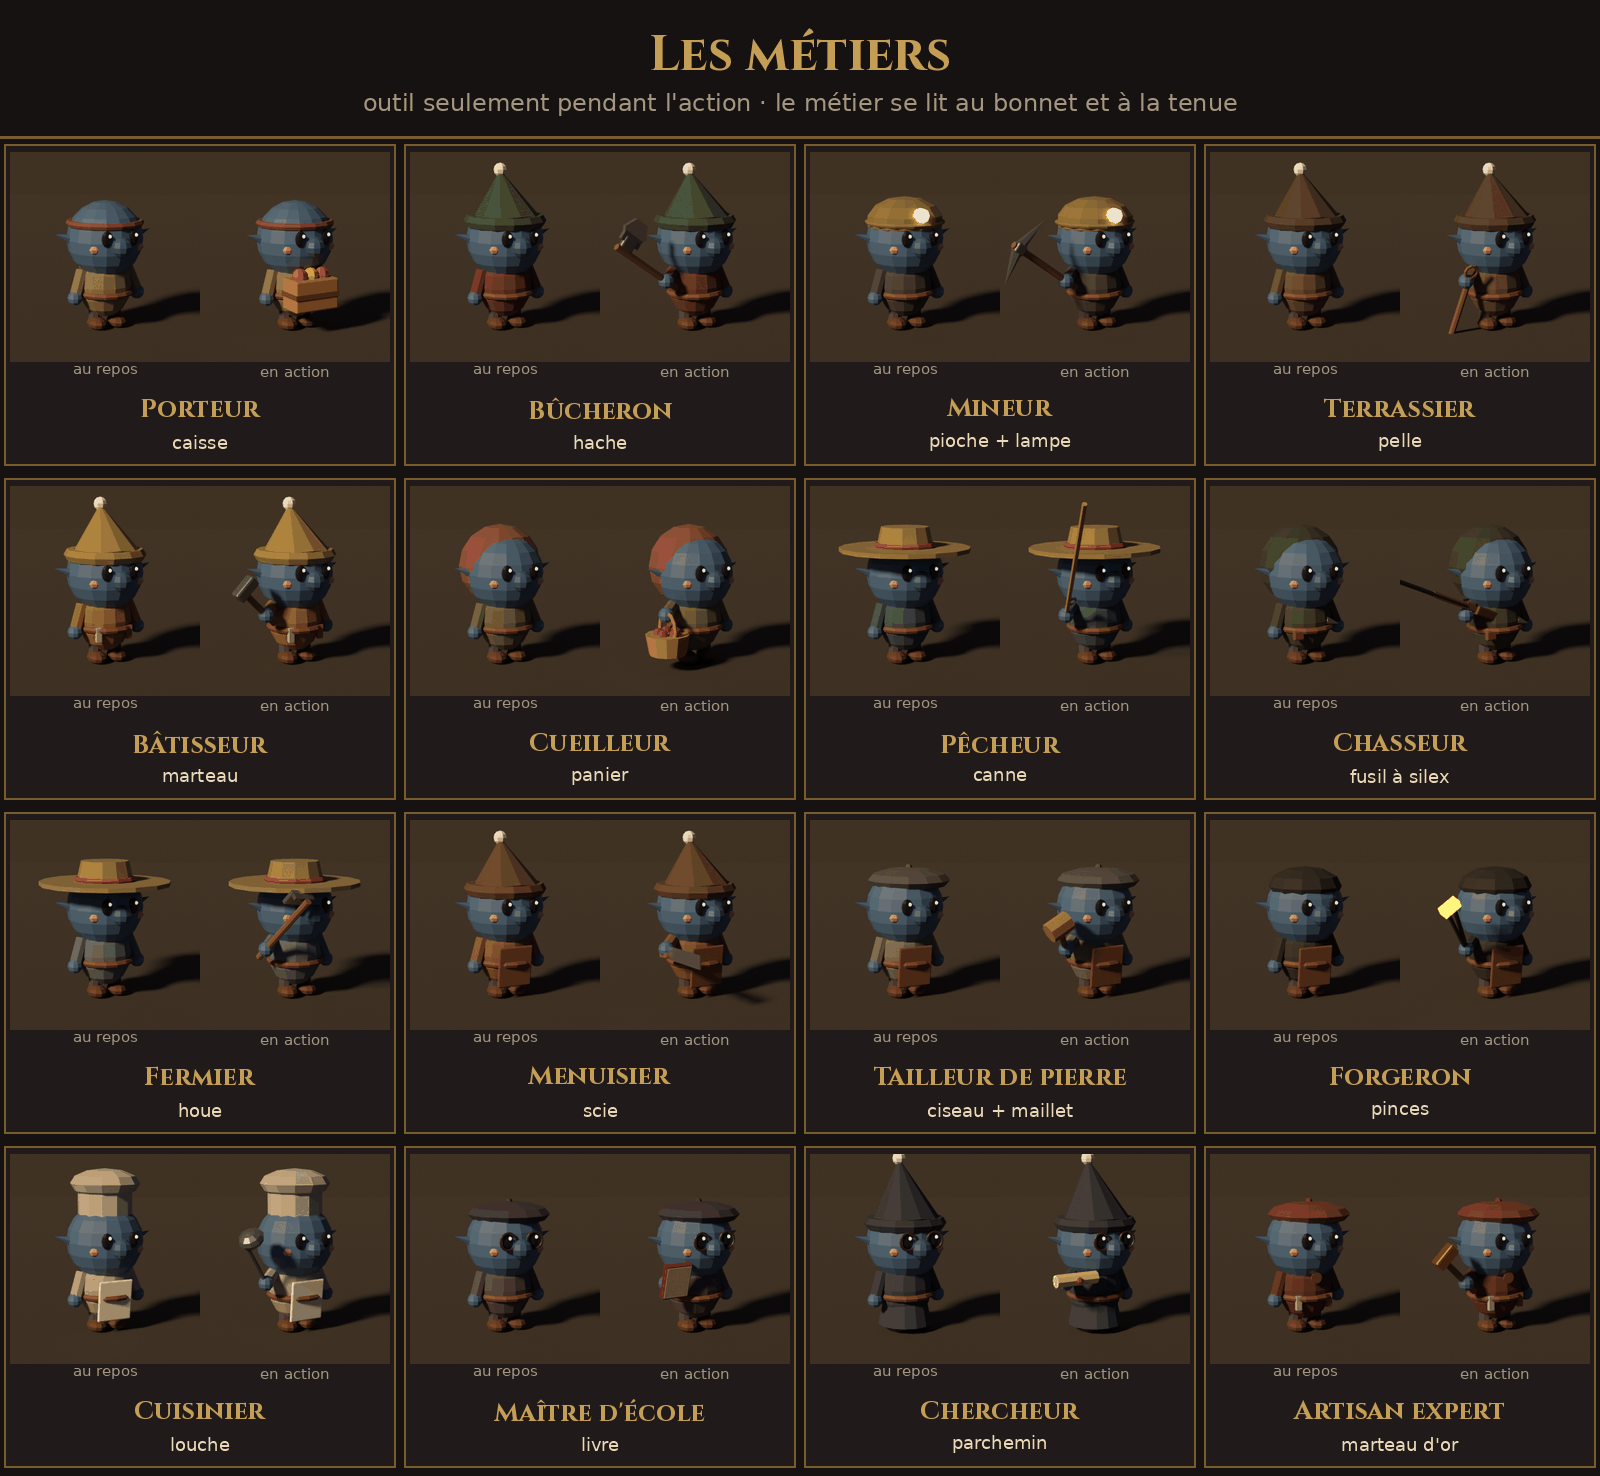 Les métiers
outil seulement pendant l'action · le métier se lit au bonnet et à la tenue
au repos en action au repos en action au repos en action au repos en action
Porteur Bûcheron Mineur Terrassier
caisse hache pioche + lampe pelle
au repos en action au repos en action au repos en action au repos en action
Bâtisseur Cueilleur Pêcheur Chasseur
marteau panier canne fusil à silex
au repos en action au repos en action au repos en action au repos en action
Fermier Menuisier Tailleur de pierre Forgeron
houe scie ciseau + maillet pinces
au repos en action au repos en action au repos en action au repos en action
Cuisinier Maître d'école Chercheur Artisan expert
louche livre parchemin marteau d'or